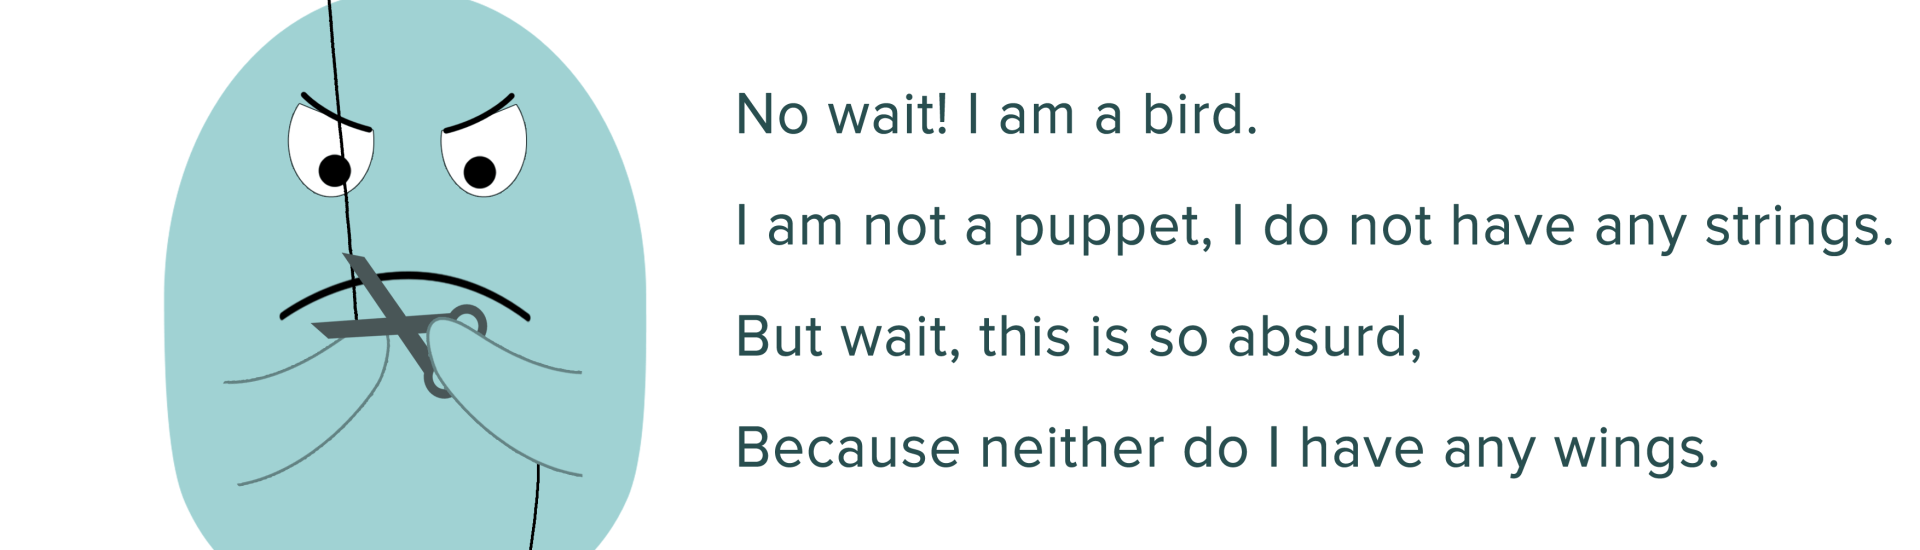 No wait! I am a bird.
I am not a puppet, I do not have any strings.
But wait, this is so absurd,
Because neither do I have any wings.